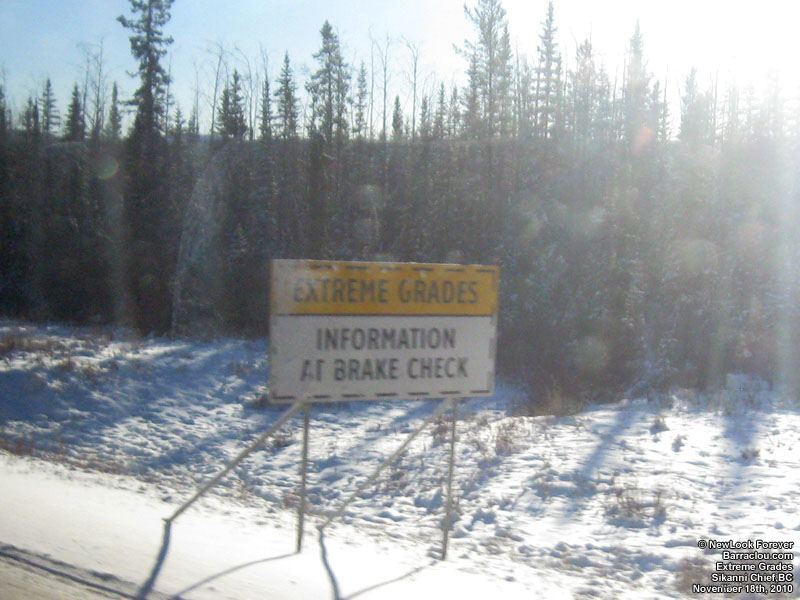 EXTREME GRADES
INFORMATION
AT BRAKE CHECK
© NewLook Forever
Barraclou.com
Extreme Grades
Sikanni Chief,BC
November 18th, 2010